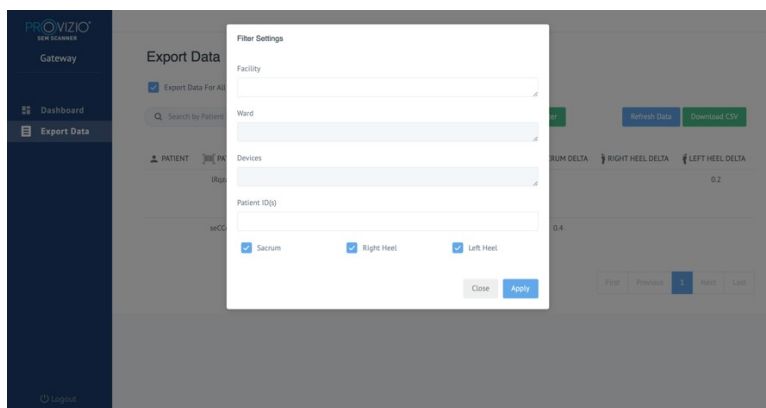 PROVIZIO
SEM SCANNER
Gateway
Dashboard
Export Data
Logout
Export Data
Export Data For All
Search by Patient
Refresh Data
Download CSV
PATIENT
RIGHT HEEL DELTA
LEFT HEEL DELTA
0.2
0.4
First Previous 1 Next Last
Filter Settings
Facility
Ward
Devices
Patient ID(s)
Sacrum Right Heel Left Heel
Close Apply